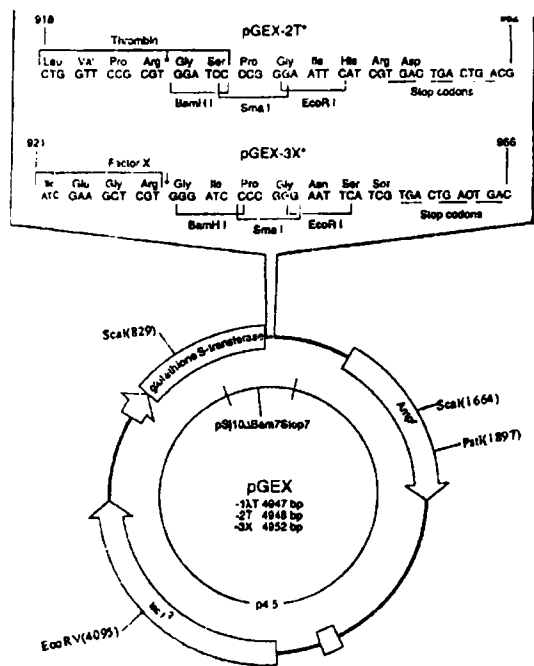 918 pGEX-2T*
Thrombin
Leu Val Pro Arg Gly Ser Pro Gly Ile His Arg Asp
CTG GTT CCG CGT GGA TCC CCG GGA ATT CAT CGT GAC TGA CTG ACG
BamH I Sma I EcoR I Stop codons
921 pGEX-3X* 966
Factor X
Glu Gly Arg Gly Ile Pro Gly Asn Ser Ser
ATC GAA GGT CGT GGG ATC CCC GGG AAT TCA TCG TGA CTG ACT GAC
BamH I Sma I EcoR I Stop codons
ScaI(829)
glutathione S-transferase
Ampr
ScaI(1664)
PstI(1897)
pSj10ΔBam7Stop7
pGEX
-1λT 4947 bp
-2T 4948 bp
-3X 4952 bp
p4.5
EcoRV(4095)